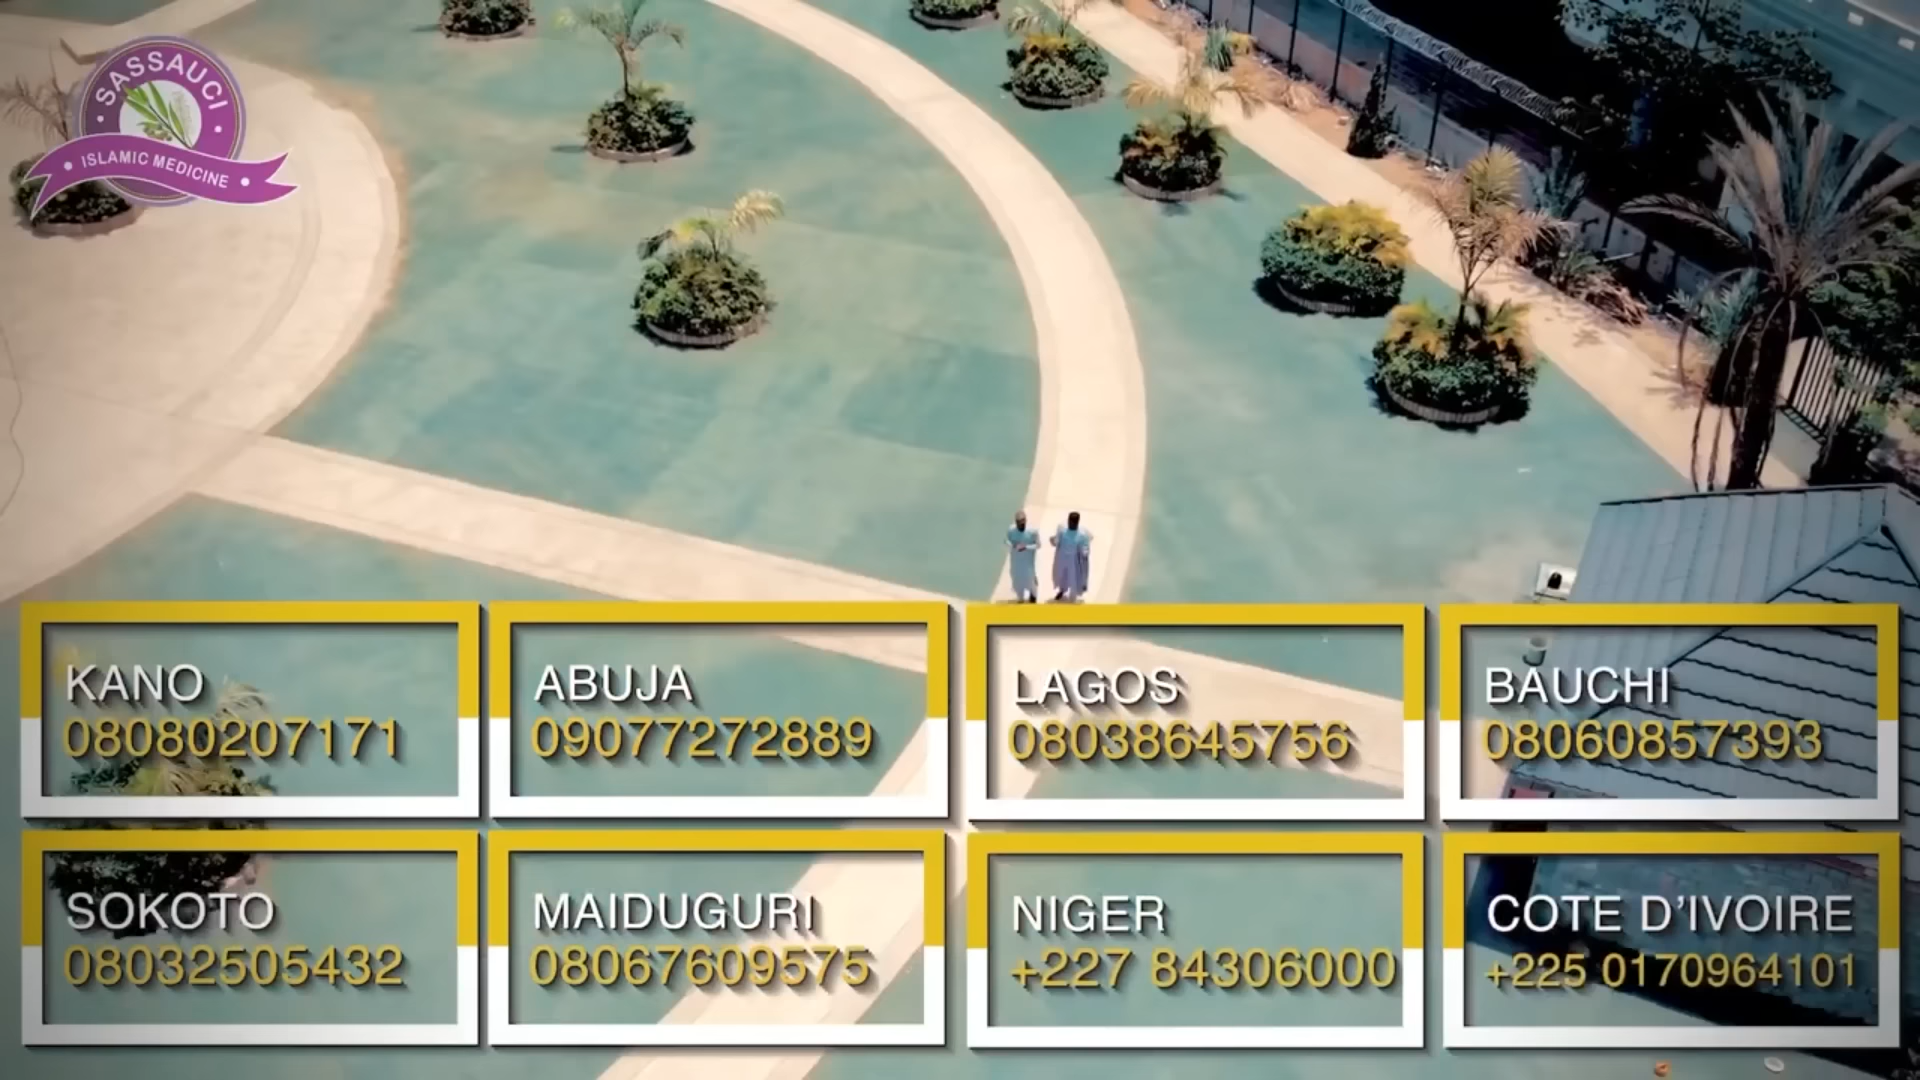 SASSAUCI
ISLAMIC MEDICINE
KANO
08080207171
ABUJA
09077272889
LAGOS
08038645756
BAUCHI
08060857393
SOKOTO
08032505432
MAIDUGURI
08067609575
NIGER
+227 84306000
COTE D'IVOIRE
+225 0170964101